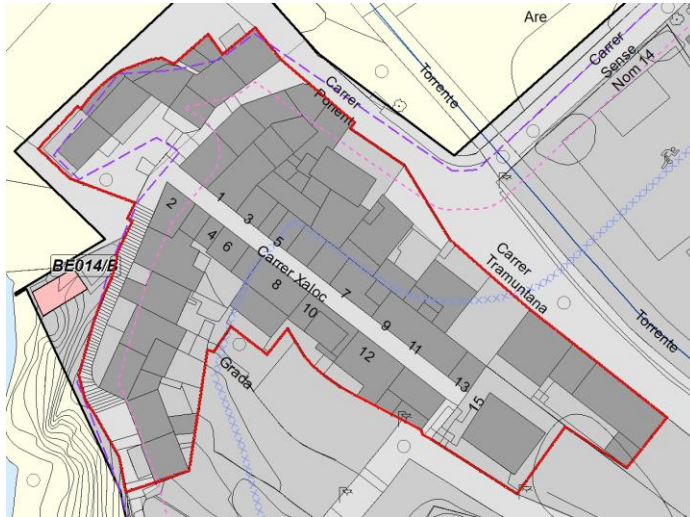 Are
Carrer
Ponent
Torrente
Carrer
Sense
Nom 14
1
2
3
4
5
6
BE014/B
Carrer Xaloc
7
8
9
10
11
12
13
15
Grada
Carrer
Tramuntana
Torrente